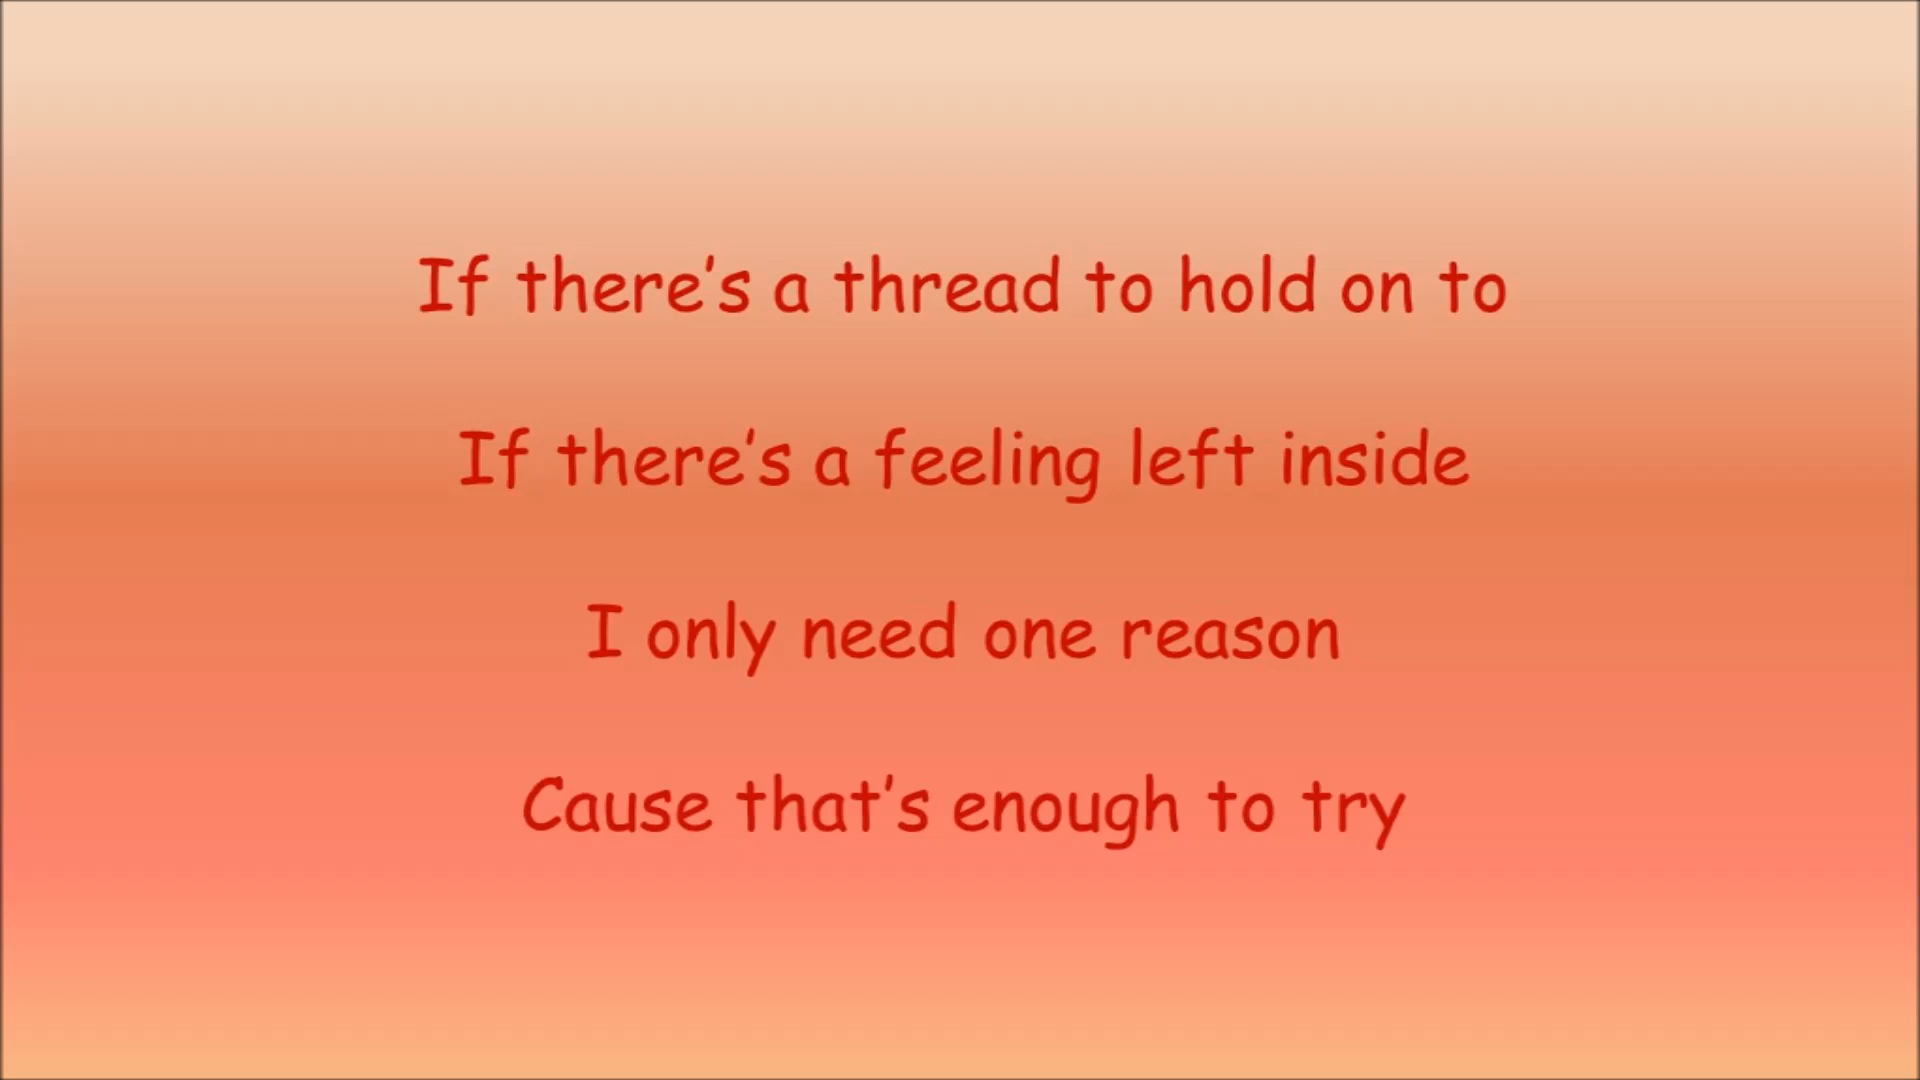 If there's a thread to hold on to
If there's a feeling left inside
I only need one reason
Cause that's enough to try